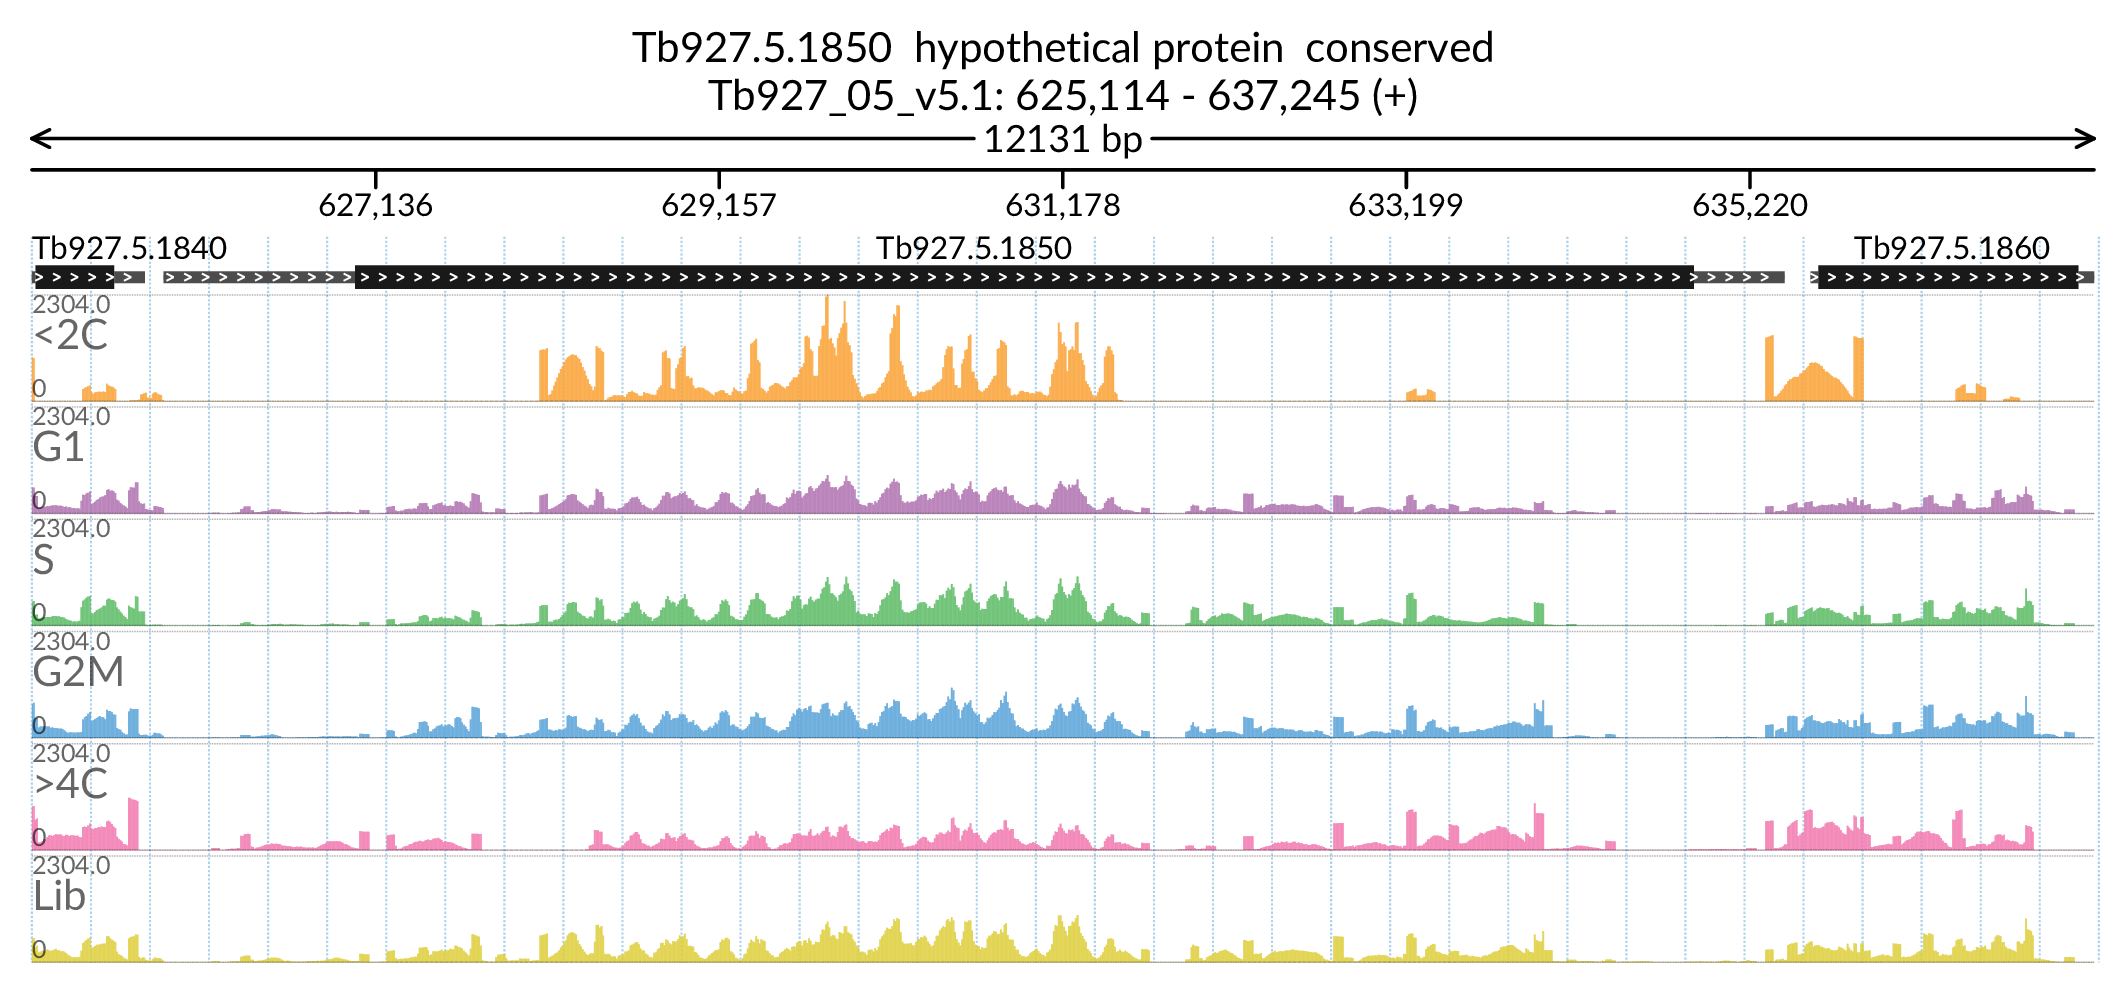 Tb927.5.1850 hypothetical protein conserved
Tb927_05_v5.1: 625,114 - 637,245 (+)
12131 bp
627,136 629,157 631,178 633,199 635,220
Tb927.5.1840 Tb927.5.1850 Tb927.5.1860
2304.0
<2C
0
2304.0
G1
0
2304.0
S
0
2304.0
G2M
0
2304.0
>4C
0
2304.0
Lib
0